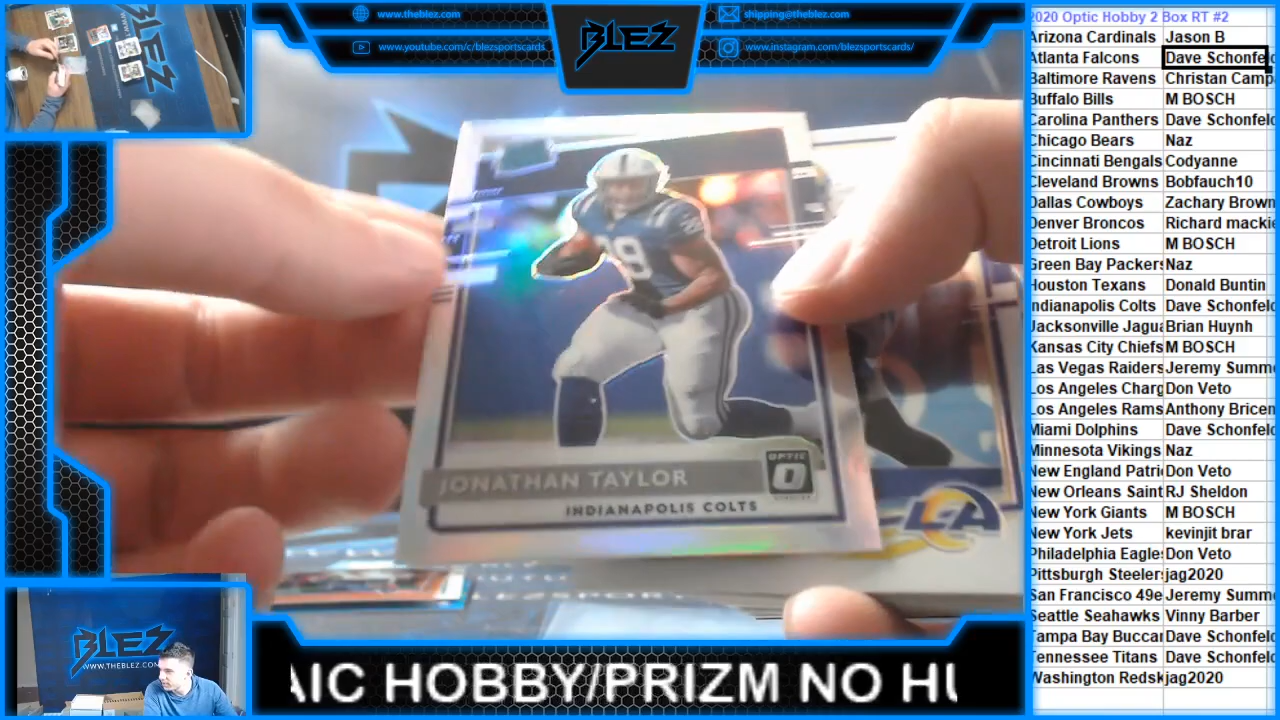 www.theblez.com
shipping@theblez.com
www.youtube.com/c/blezsportscards
www.instagram.com/blezsportscards/
BLEZ
JONATHAN TAYLOR
INDIANAPOLIS COLTS
OPTIC
LA
BLEZ
WWW.THEBLEZ.COM
AIC HOBBY/PRIZM NO HU
2020 Optic Hobby 2 Box RT #2
Arizona Cardinals Jason B
Atlanta Falcons Dave Schonfe
Baltimore Ravens Christan Camp
Buffalo Bills M BOSCH
Carolina Panthers Dave Schonfeld
Chicago Bears Naz
Cincinnati Bengals Codyanne
Cleveland Browns Bobfauch10
Dallas Cowboys Zachary Brown
Denver Broncos Richard mackie
Detroit Lions M BOSCH
Green Bay Packers Naz
Houston Texans Donald Buntin
Indianapolis Colts Dave Schonfeld
Jacksonville Jagua Brian Huynh
Kansas City Chiefs M BOSCH
Las Vegas Raiders Jeremy Summe
Los Angeles Charg Don Veto
Los Angeles Rams Anthony Bricen
Miami Dolphins Dave Schonfeld
Minnesota Vikings Naz
New England Patri Don Veto
New Orleans Saint RJ Sheldon
New York Giants M BOSCH
New York Jets kevinjit brar
Philadelphia Eagle Don Veto
Pittsburgh Steelers jag2020
San Francisco 49e Jeremy Summe
Seattle Seahawks Vinny Barber
Tampa Bay Buccar Dave Schonfeld
Tennessee Titans Dave Schonfeld
Washington Redsk jag2020